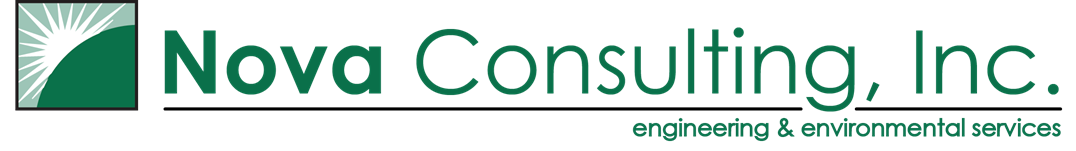 Nova Consulting, Inc.
engineering & environmental services